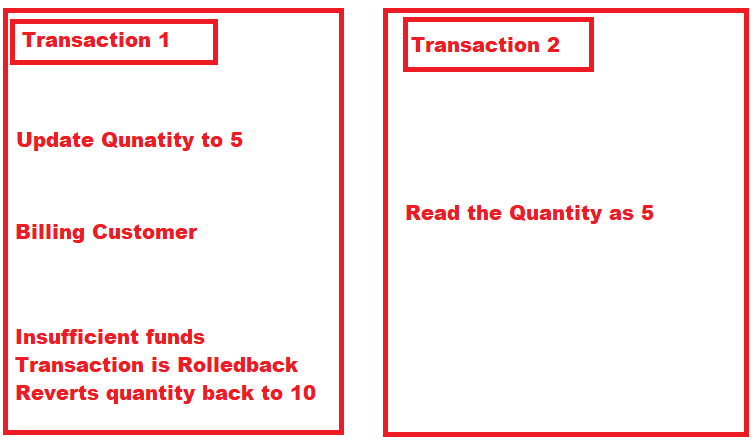 Transaction 1
Update Qunatity to 5
Billing Customer
Insufficient funds
Transaction is Rolledback
Reverts quantity back to 10
Transaction 2
Read the Quantity as 5